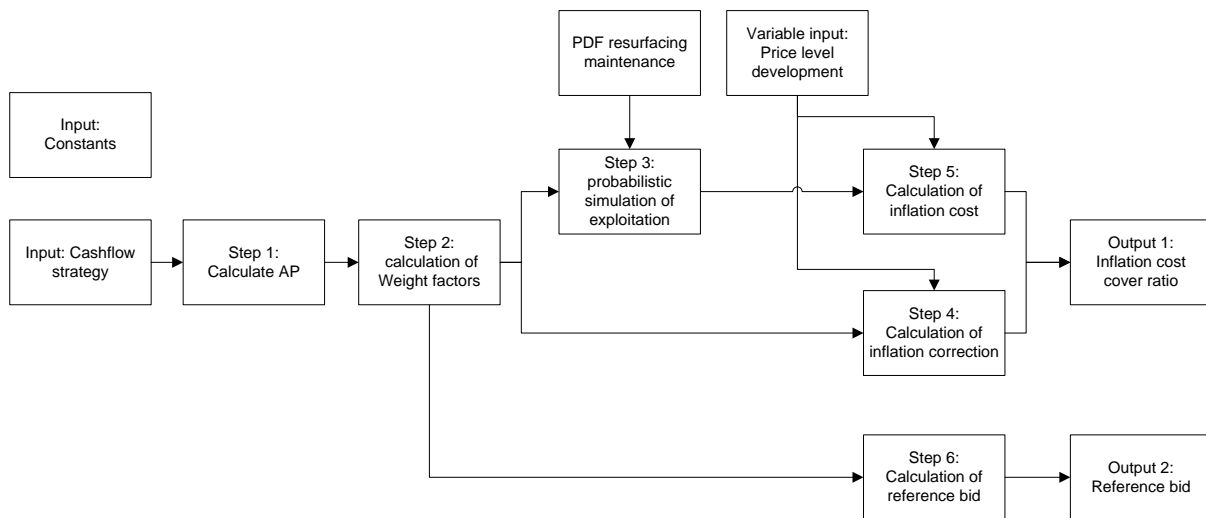 PDF resurfacing
maintenance
Variable input:
Price level
development
Input:
Constants
Step 3:
probabilistic
simulation of
exploitation
Step 5:
Calculation of
inflation cost
Input: Cashflow
strategy
Step 1:
Calculate AP
Step 2:
calculation of
Weight factors
Output 1:
Inflation cost
cover ratio
Step 4:
Calculation of
inflation correction
Step 6:
Calculation of
reference bid
Output 2:
Reference bid